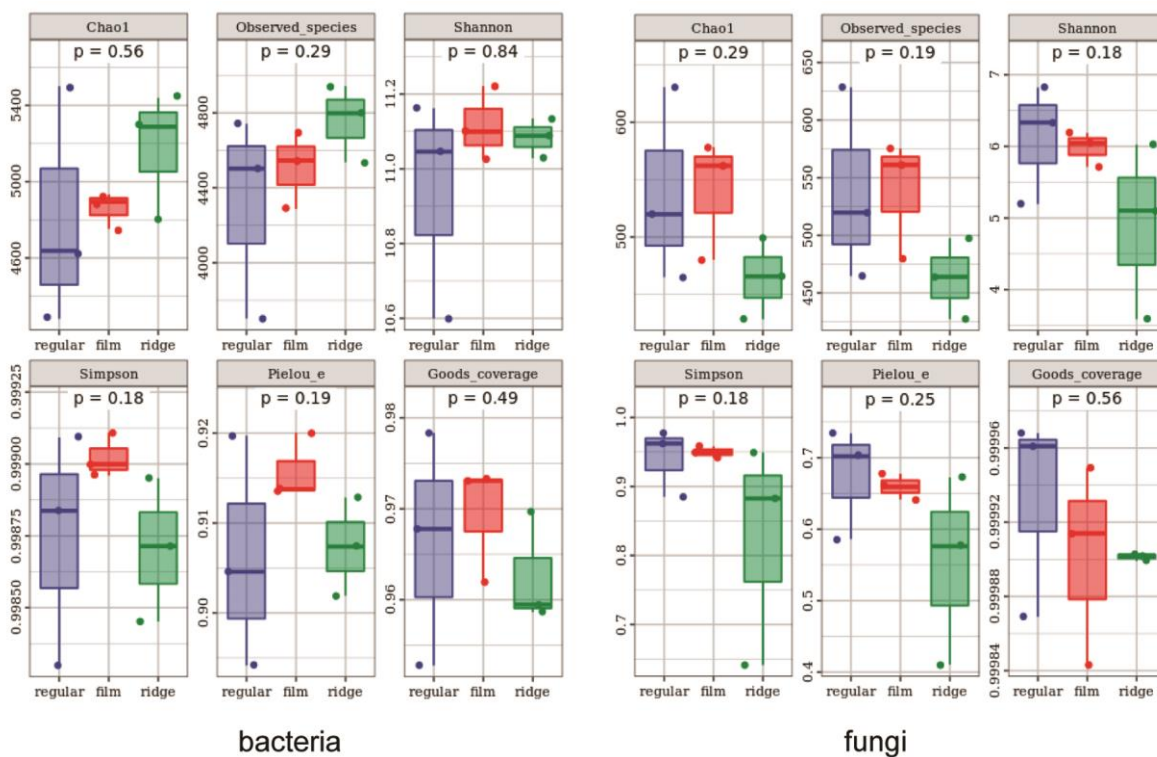 Chao1 Observed_species Shannon
p = 0.56 p = 0.29 p = 0.84
5400 5000 4600
4800 4400 4000
11.2 11.0 10.8 10.6
regular film ridge regular film ridge regular film ridge
Simpson Pielou_e Goods_coverage
p = 0.18 p = 0.19 p = 0.49
0.99925 0.99900 0.99875 0.99850
0.92 0.91 0.90
0.98 0.97 0.96
regular film ridge regular film ridge regular film ridge
bacteria
Chao1 Observed_species Shannon
p = 0.29 p = 0.19 p = 0.18
600 500
650 600 550 500 450
7 6 5 4
regular film ridge regular film ridge regular film ridge
Simpson Pielou_e Goods_coverage
p = 0.18 p = 0.25 p = 0.56
1.0 0.9 0.8 0.7
0.7 0.6 0.5 0.4
0.99996 0.99992 0.99988 0.99984
regular film ridge regular film ridge regular film ridge
fungi